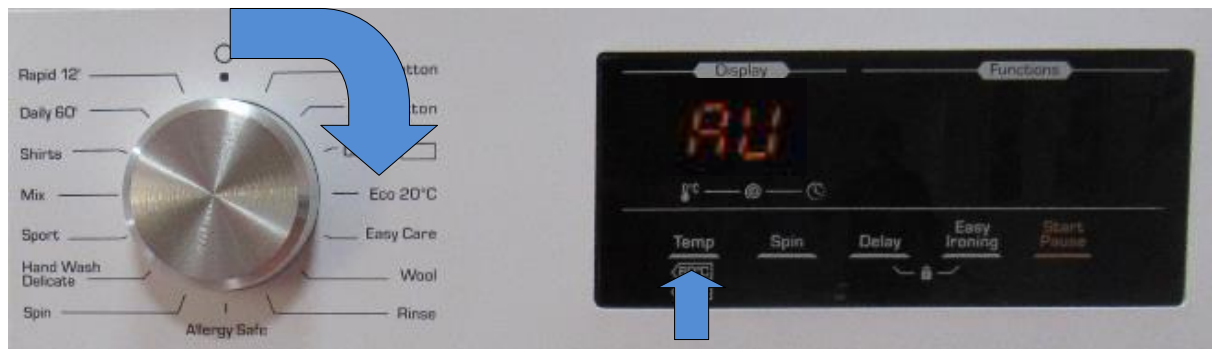 Rapid 12'
Daily 60'
Shirts
Mix
Sport
Hand Wash
Delicate
Spin
Allergy Safe
Eco 20°C
Easy Care
Wool
Rinse
Display
Functions
AU
Temp
Spin
Delay
Easy
Ironing
Start
Pause